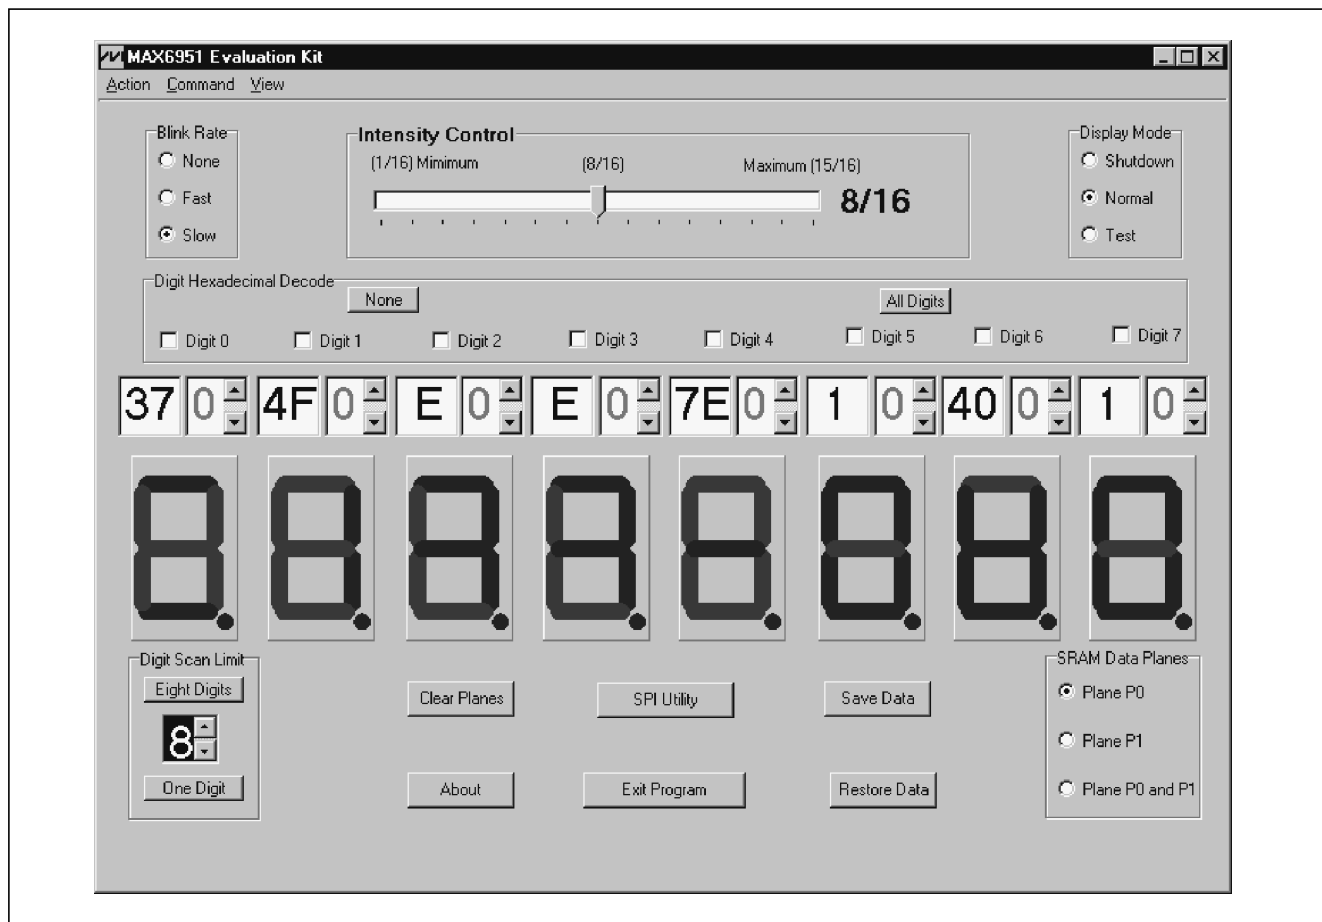 MAX6951 Evaluation Kit
Action Command View
Blink Rate
None
Fast
Slow
Intensity Control
(1/16) Mimimum (8/16) Maximum (15/16)
8/16
Display Mode
Shutdown
Normal
Test
Digit Hexadecimal Decode
None All Digits
Digit 0 Digit 1 Digit 2 Digit 3 Digit 4 Digit 5 Digit 6 Digit 7
37 0 4F 0 E 0 E 0 7E 0 1 0 40 0 1 0
Digit Scan Limit
Eight Digits
8
One Digit
Clear Planes SPI Utility Save Data
About Exit Program Restore Data
SRAM Data Planes
Plane P0
Plane P1
Plane P0 and P1